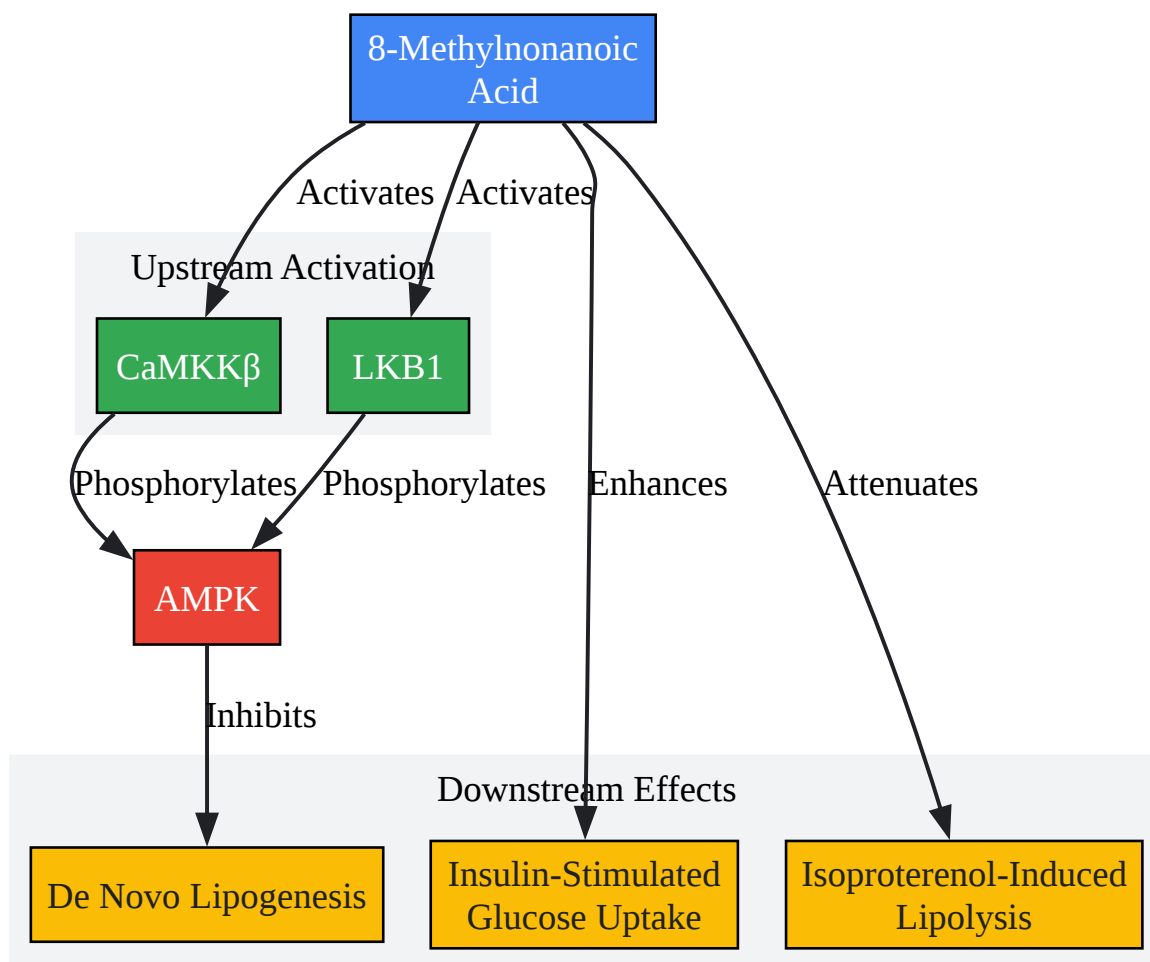 8-Methylnonanoic
Acid
Activates
Activates
Upstream Activation
CaMKKβ
LKB1
Phosphorylates
Phosphorylates
Enhances
Attenuates
AMPK
Inhibits
Downstream Effects
De Novo Lipogenesis
Insulin-Stimulated
Glucose Uptake
Isoproterenol-Induced
Lipolysis